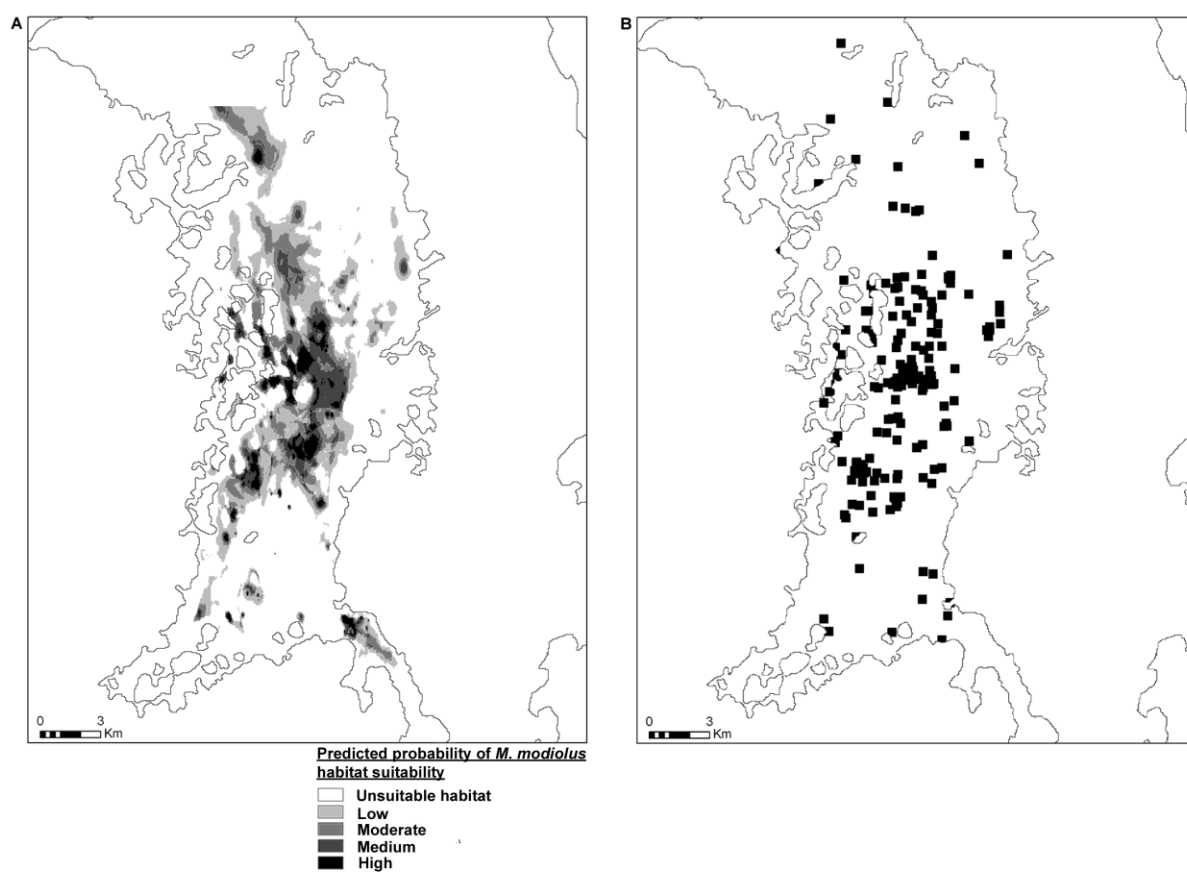 A
B
0 3
Km
0 3
Km
Predicted probability of M. modiolus
habitat suitability
Unsuitable habitat
Low
Moderate
Medium
High